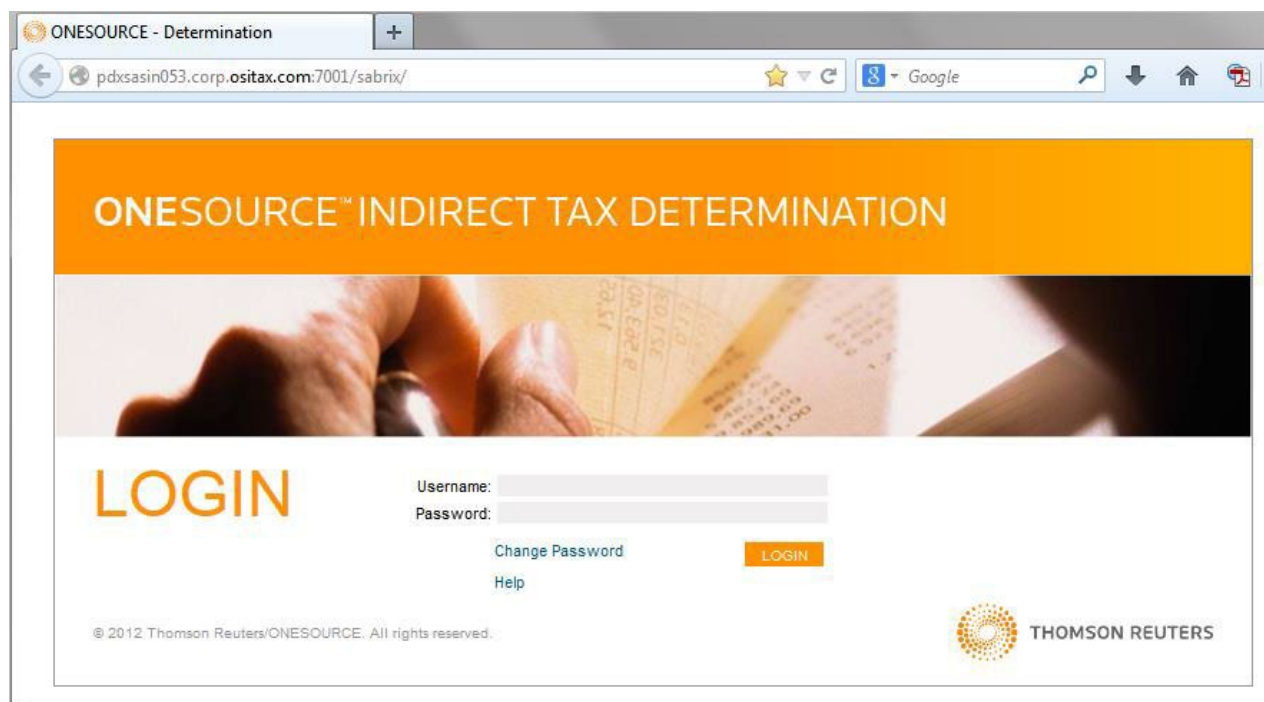 ONESOURCE - Determination
pdxsasin053.corp.ositax.com:7001/sabrix/
Google
ONESOURCE™ INDIRECT TAX DETERMINATION
LOGIN
Username:
Password:
Change Password
LOGIN
Help
© 2012 Thomson Reuters/ONESOURCE. All rights reserved.
THOMSON REUTERS